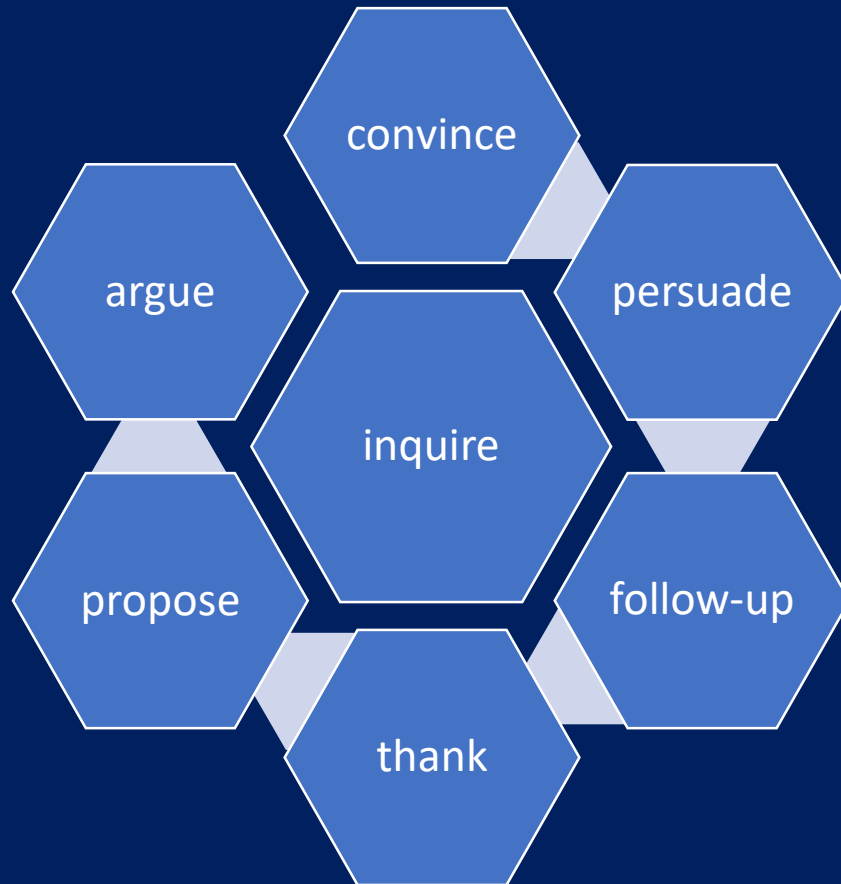 convince
argue
persuade
inquire
propose
follow-up
thank